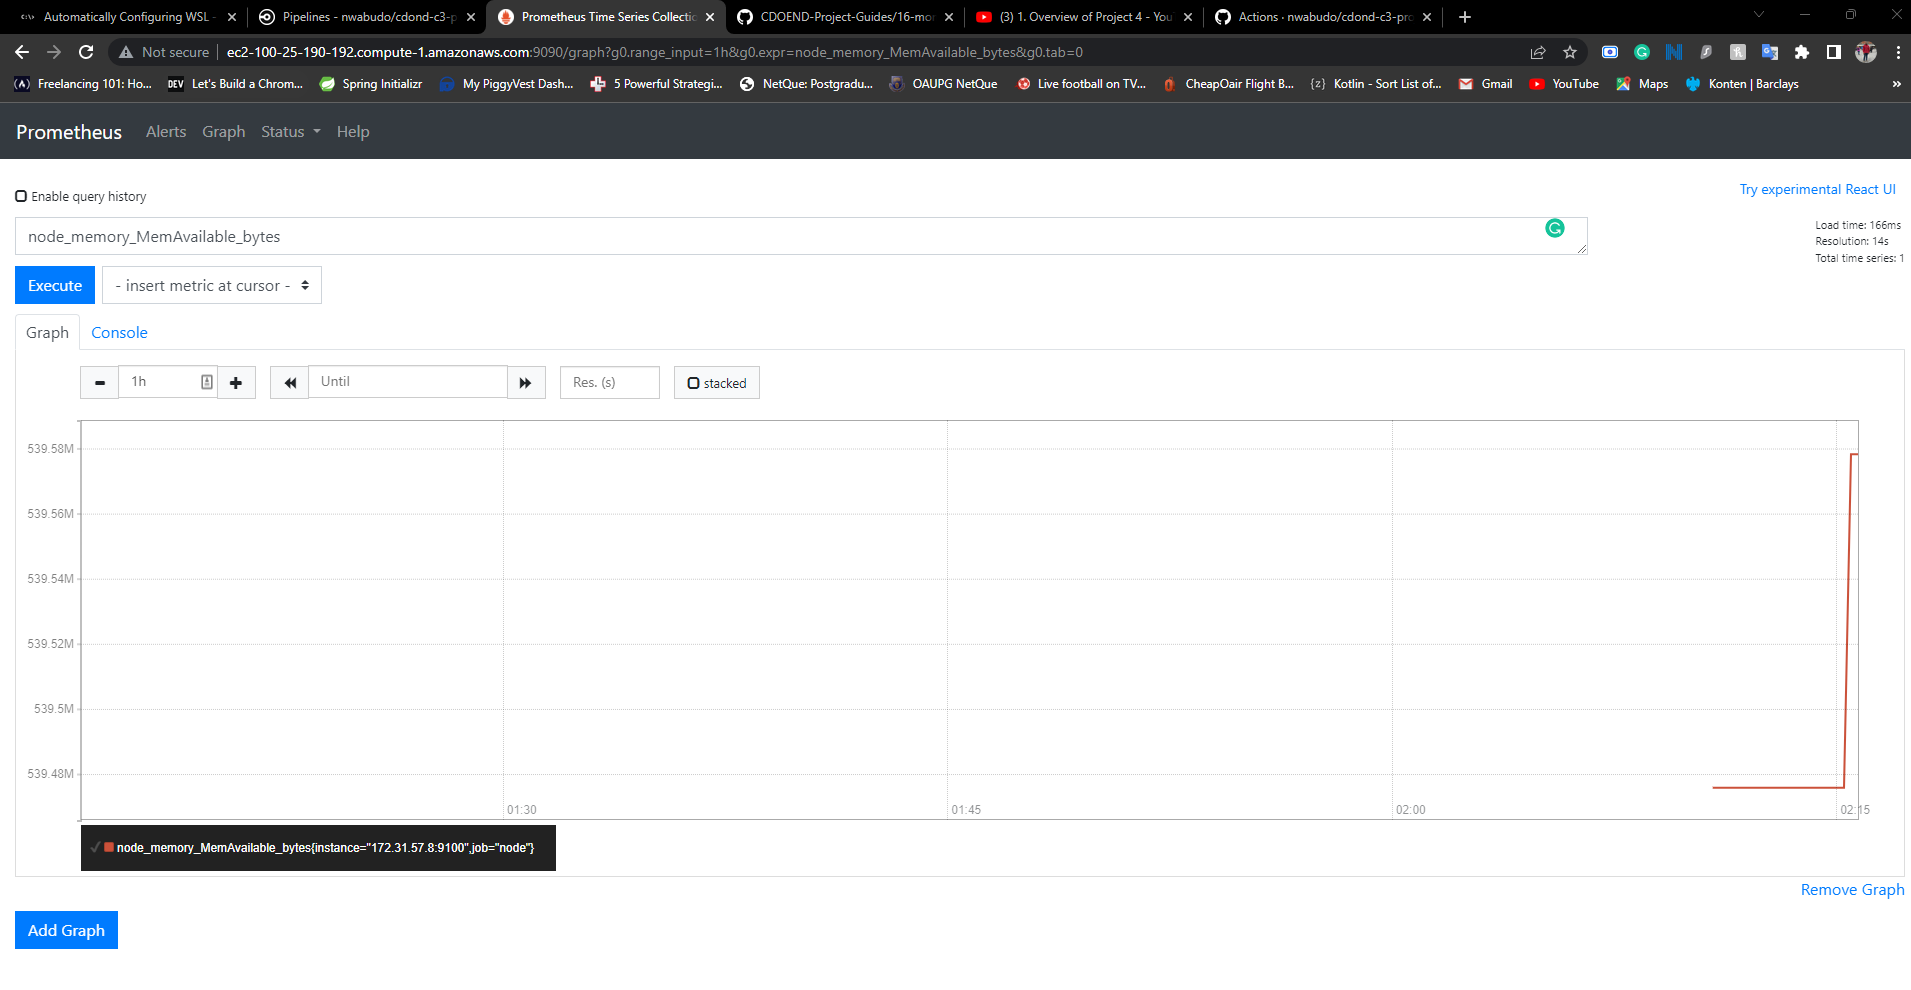 Automatically Configuring WSL -
Pipelines - nwabudo/cdond-c3-p
Prometheus Time Series Collectio
CDOEND-Project-Guides/16-mor
(3) 1. Overview of Project 4 - You
Actions · nwabudo/cdond-c3-pro
Not secure
ec2-100-25-190-192.compute-1.amazonaws.com:9090/graph?g0.range_input=1h&g0.expr=node_memory_MemAvailable_bytes&g0.tab=0
Freelancing 101: Ho...
DEV Let's Build a Chrom...
Spring Initializr
My PiggyVest Dash...
5 Powerful Strategi...
NetQue: Postgradu...
OAUPG NetQue
Live football on TV...
CheapOair Flight B...
Kotlin - Sort List of...
Gmail
YouTube
Maps
Konten | Barclays
»
Prometheus Alerts Graph Status Help
Enable query history
Try experimental React UI
node_memory_MemAvailable_bytes
Load time: 166ms
Resolution: 14s
Total time series: 1
Execute
- insert metric at cursor -
Graph Console
1h
Until
Res. (s)
stacked
539.58M
539.56M
539.54M
539.52M
539.5M
539.48M
01:30 01:45 02:00 02:15
node_memory_MemAvailable_bytes{instance="172.31.57.8:9100",job="node"}
Remove Graph
Add Graph